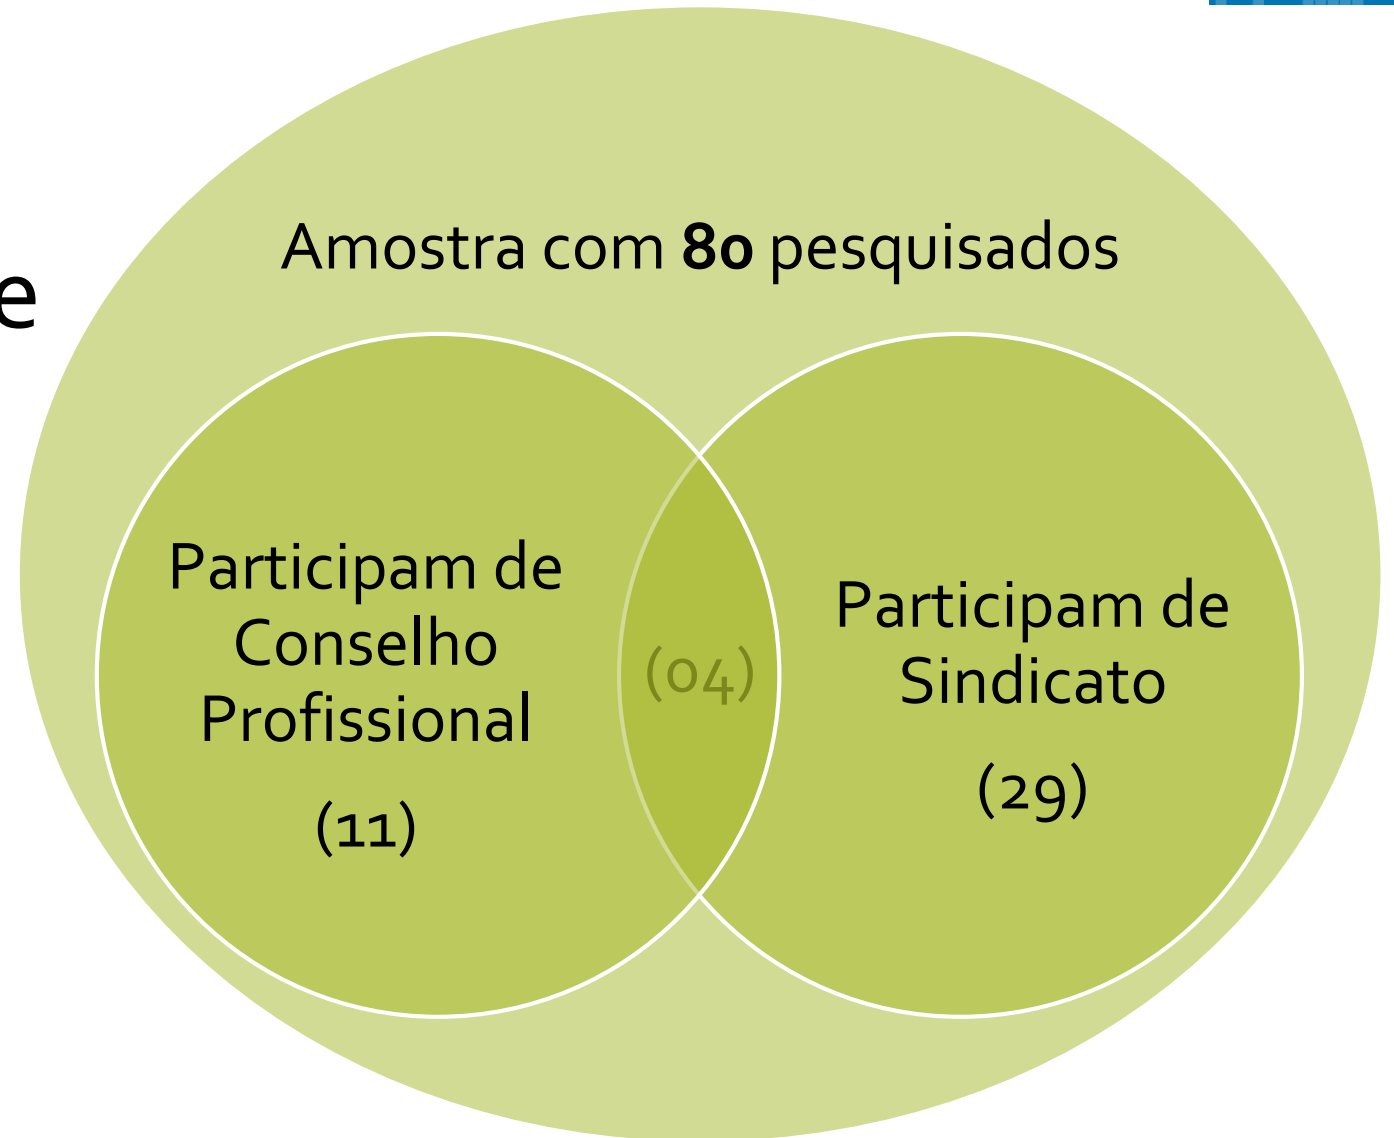 Amostra com 80 pesquisados
e
Participam de
Conselho
Profissional
(11)
(04)
Participam de
Sindicato
(29)